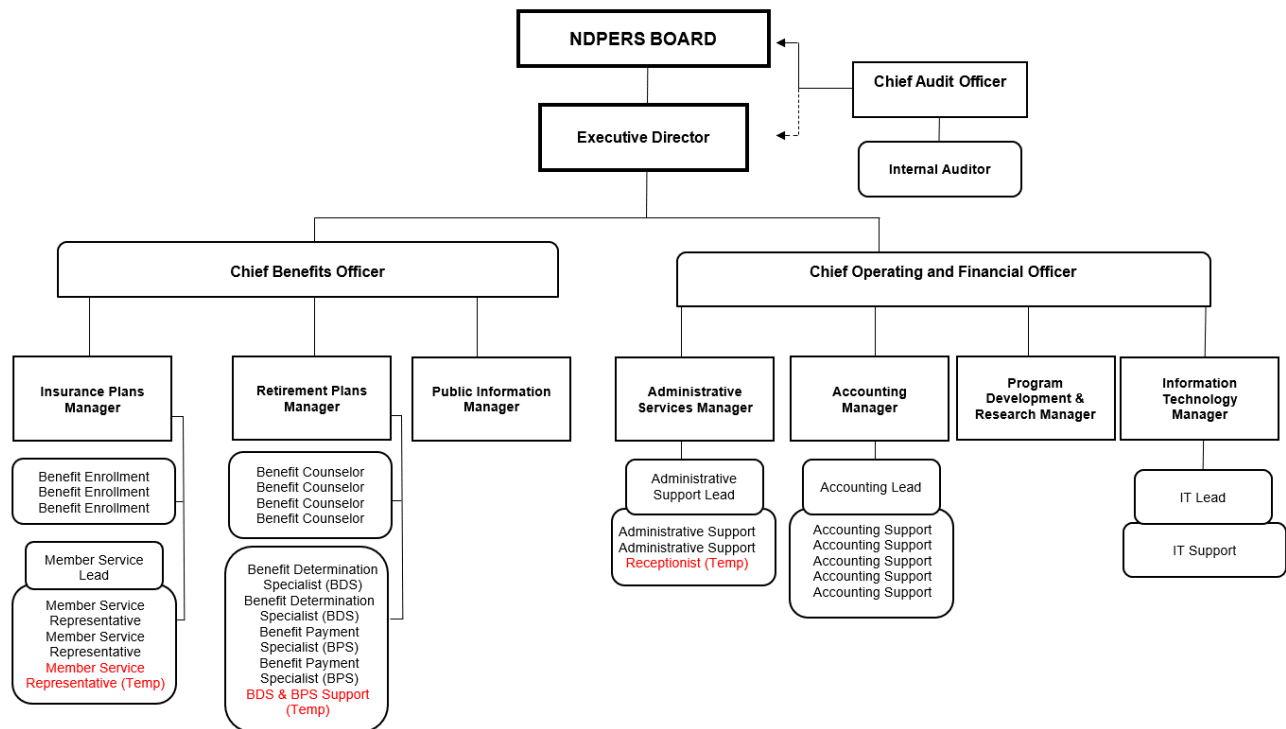 NDPERS BOARD
Chief Audit Officer
Executive Director
Internal Auditor
Chief Benefits Officer
Chief Operating and Financial Officer
Insurance Plans
Manager
Retirement Plans
Manager
Public Information
Manager
Administrative
Services Manager
Accounting
Manager
Program
Development &
Research Manager
Information
Technology
Manager
Benefit Enrollment
Benefit Enrollment
Benefit Enrollment
Member Service
Lead
Member Service
Representative
Member Service
Representative
Member Service
Representative (Temp)
Benefit Counselor
Benefit Counselor
Benefit Counselor
Benefit Counselor
Benefit Determination
Specialist (BDS)
Benefit Determination
Specialist (BDS)
Benefit Payment
Specialist (BPS)
Benefit Payment
Specialist (BPS)
BDS & BPS Support
(Temp)
Administrative
Support Lead
Administrative Support
Administrative Support
Receptionist (Temp)
Accounting Lead
Accounting Support
Accounting Support
Accounting Support
Accounting Support
Accounting Support
IT Lead
IT Support